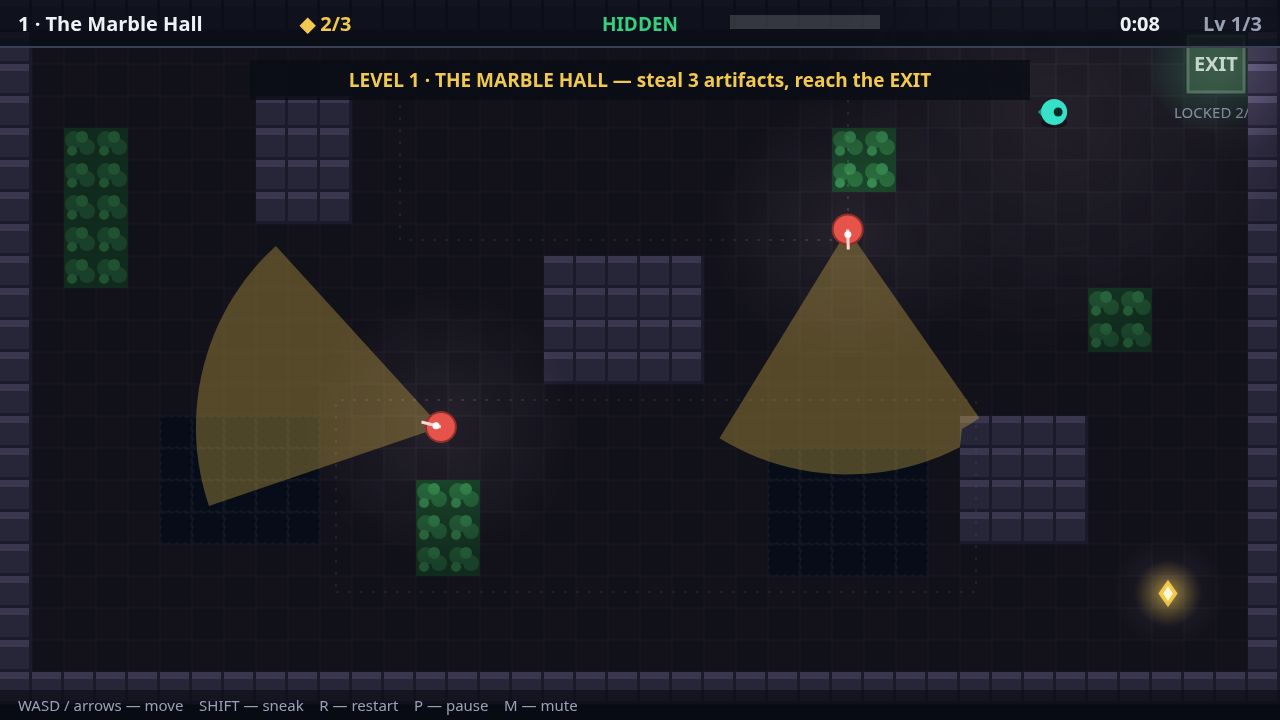 1 · The Marble Hall ◆ 2/3 HIDDEN 0:08 Lv 1/3
EXIT
LEVEL 1 · THE MARBLE HALL — steal 3 artifacts, reach the EXIT
LOCKED 2/
WASD / arrows — move SHIFT — sneak R — restart P — pause M — mute